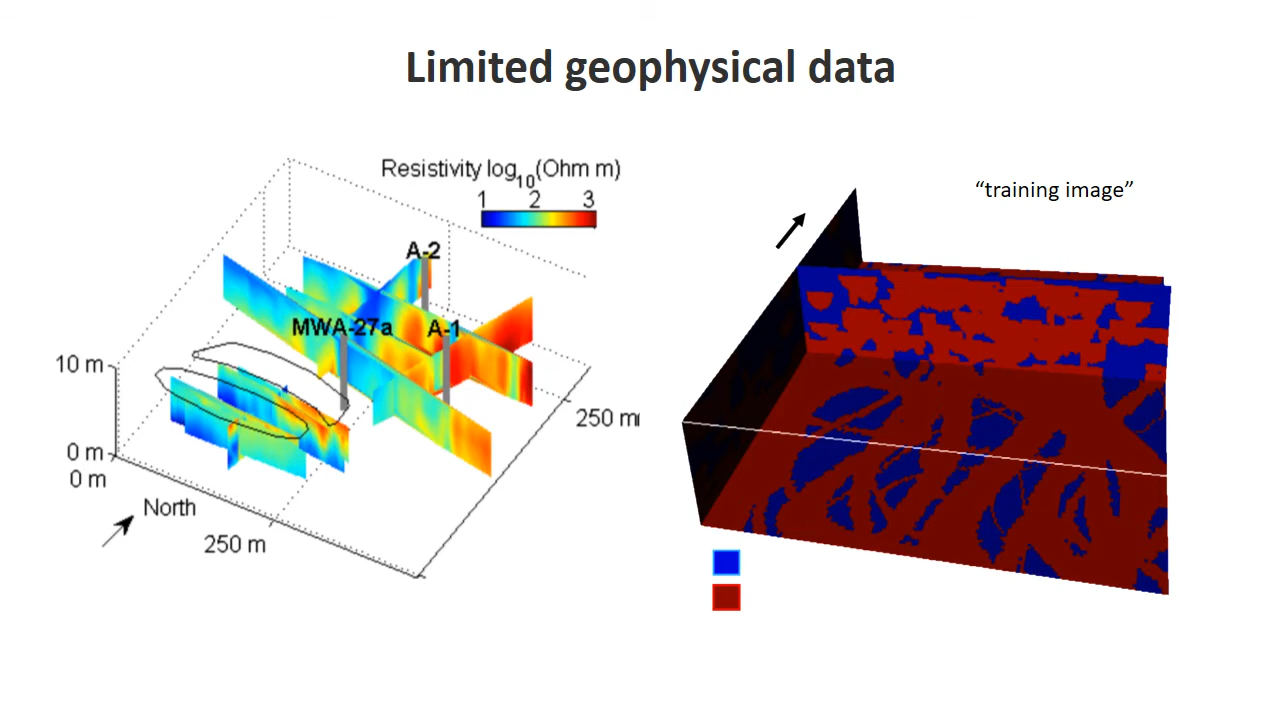 Limited geophysical data
Resistivity log10(Ohm m)
1 2 3
"training image"
A-2
MWA-27a A-1
10 m
0 m
0 m
250 m
North
250 m